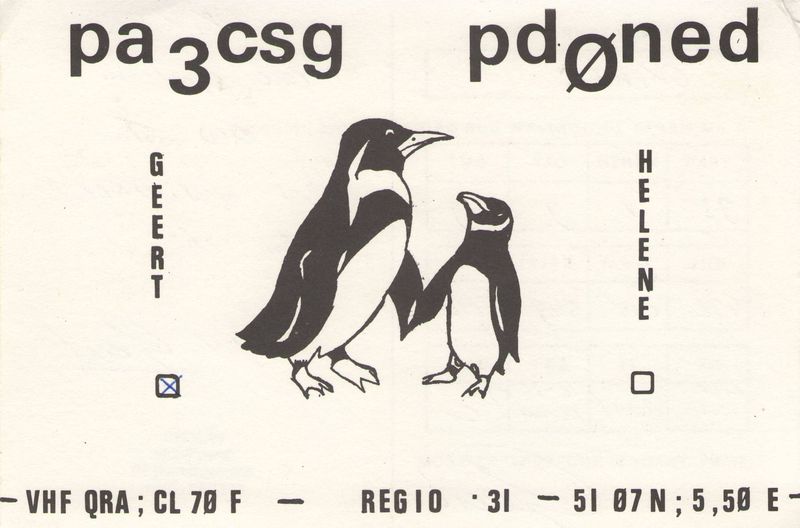 pa3csg
pdØned
GEERT
HELENE
- VHF QRA; CL 7Ø F - REGIO · 31 - 51 Ø7 N; 5,5Ø E -